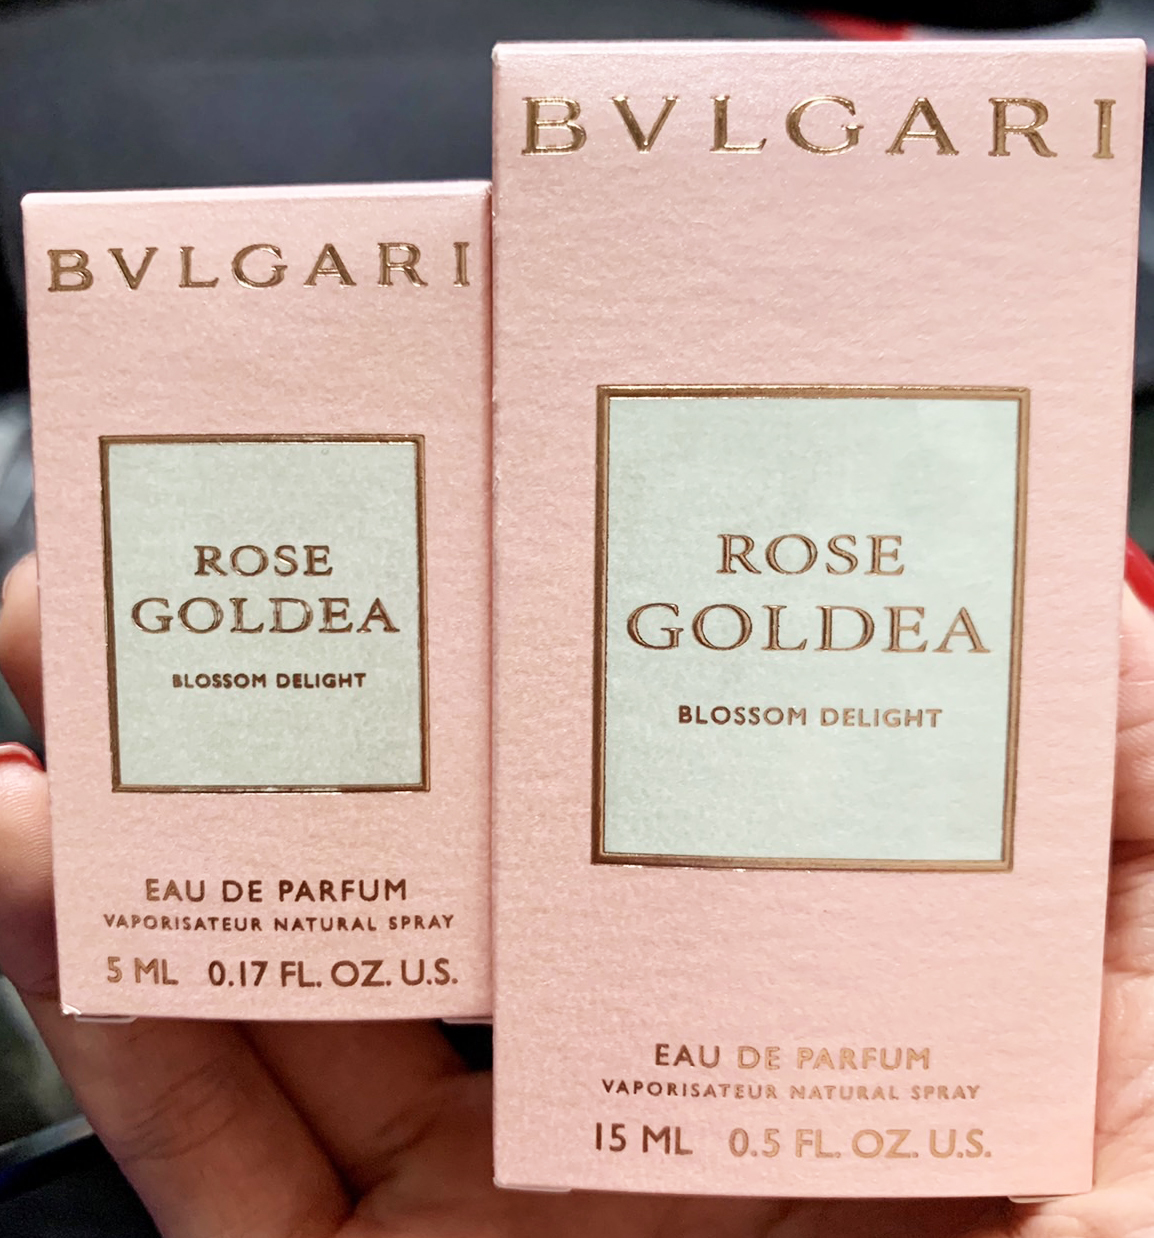 BVLGARI
ROSE
GOLDEA
BLOSSOM DELIGHT
EAU DE PARFUM
VAPORISATEUR NATURAL SPRAY
5 ML 0.17 FL. OZ. U.S.
BVLGARI
ROSE
GOLDEA
BLOSSOM DELIGHT
EAU DE PARFUM
VAPORISATEUR NATURAL SPRAY
15 ML 0.5 FL. OZ. U.S.